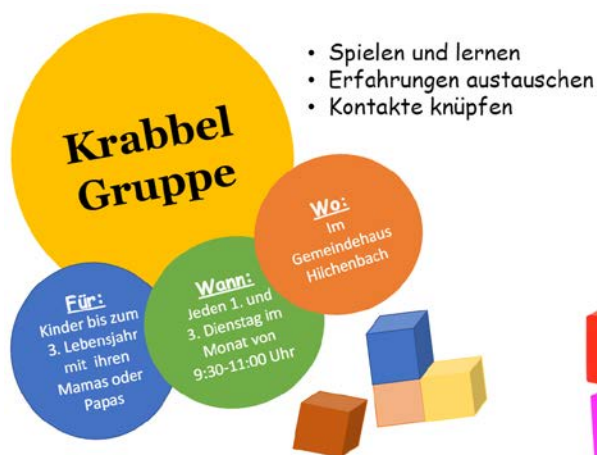 • Spielen und lernen
• Erfahrungen austauschen
• Kontakte knüpfen
Krabbel
Gruppe
Wo:
Im
Gemeindehaus
Hilchenbach
Wann:
Jeden 1. und
3. Dienstag im
Monat von
9:30-11:00 Uhr
Für:
Kinder bis zum
3. Lebensjahr
mit ihren
Mamas oder
Papas